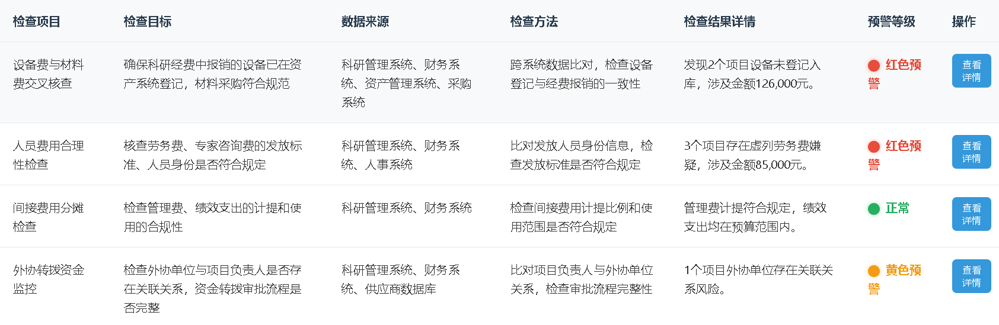 检查项目 检查目标 数据来源 检查方法 检查结果详情 预警等级 操作
设备费与材料 确保科研经费中报销的设备已在资 科研管理系统、财务系 跨系统数据比对，检查设备 发现2个项目设备未登记入 红色预 查看
费交叉核查 产系统登记，材料采购符合规范 统、资产管理系统、采购 登记与经费报销的一致性 库，涉及金额126,000元。 警 详情
系统
人员费用合理 核查劳务费、专家咨询费的发放标 科研管理系统、财务系 比对发放人员身份信息，检 3个项目存在虚列劳务费嫌 红色预 查看
性检查 准、人员身份是否符合规定 统、人事系统 查发放标准是否符合规定 疑，涉及金额85,000元。 警 详情
间接费用分摊 检查管理费、绩效支出的计提和使 科研管理系统、财务系统 检查间接费用计提比例和使 管理费计提符合规定，绩效 正常 查看
检查 用的合规性 用范围是否符合规定 支出均在预算范围内。 详情
外协转拨资金 检查外协单位与项目负责人是否存 科研管理系统、财务系 比对项目负责人与外协单位 1个项目外协单位存在关联关 黄色预 查看
监控 在关联关系，资金转拨审批流程是 统、供应商数据库 关系，检查审批流程完整性 系风险。 警 详情
否完整